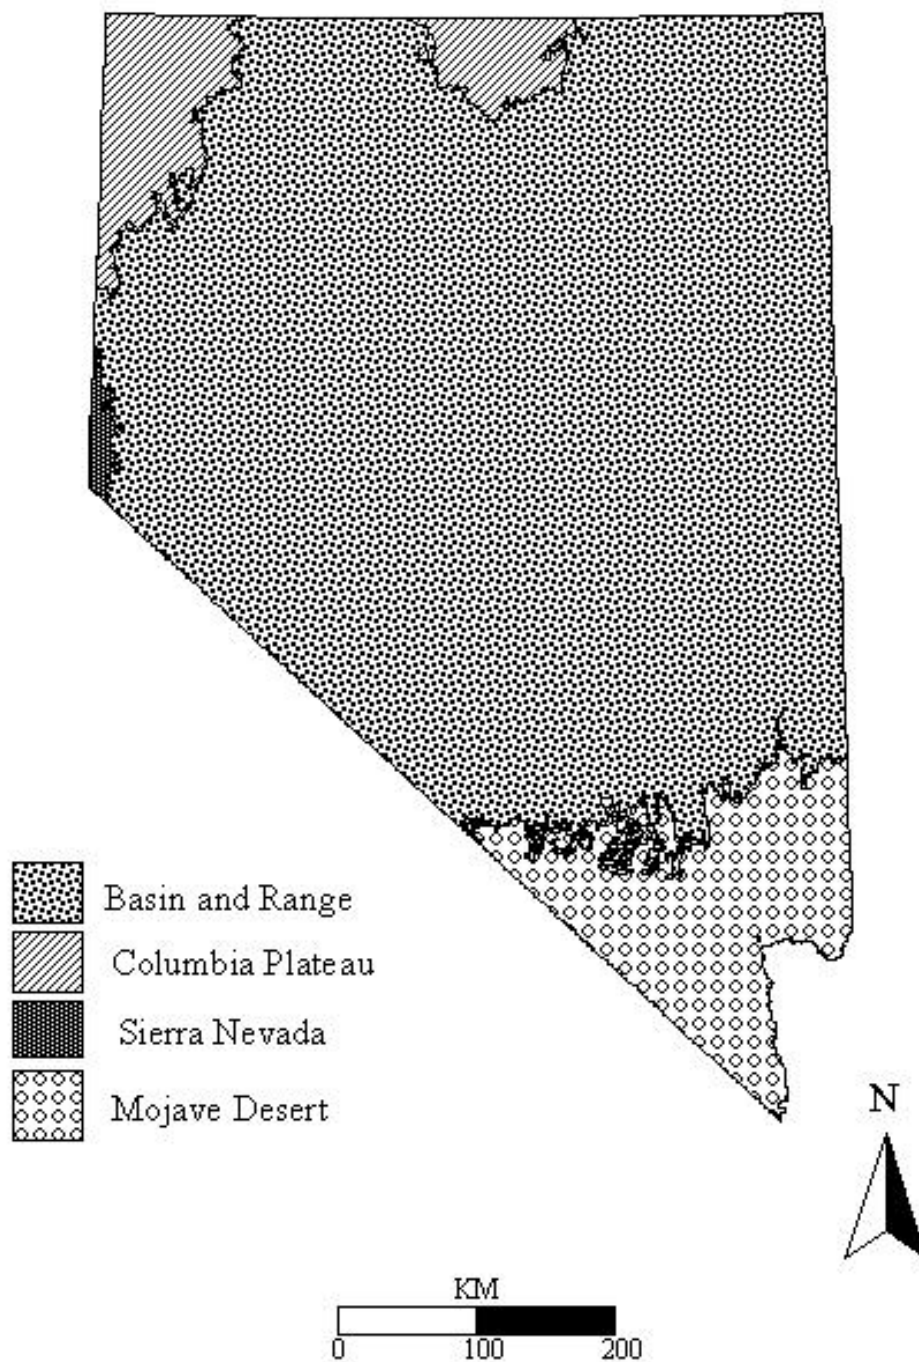 Basin and Range
Columbia Plateau
Sierra Nevada
Mojave Desert
N
KM
0 100 200